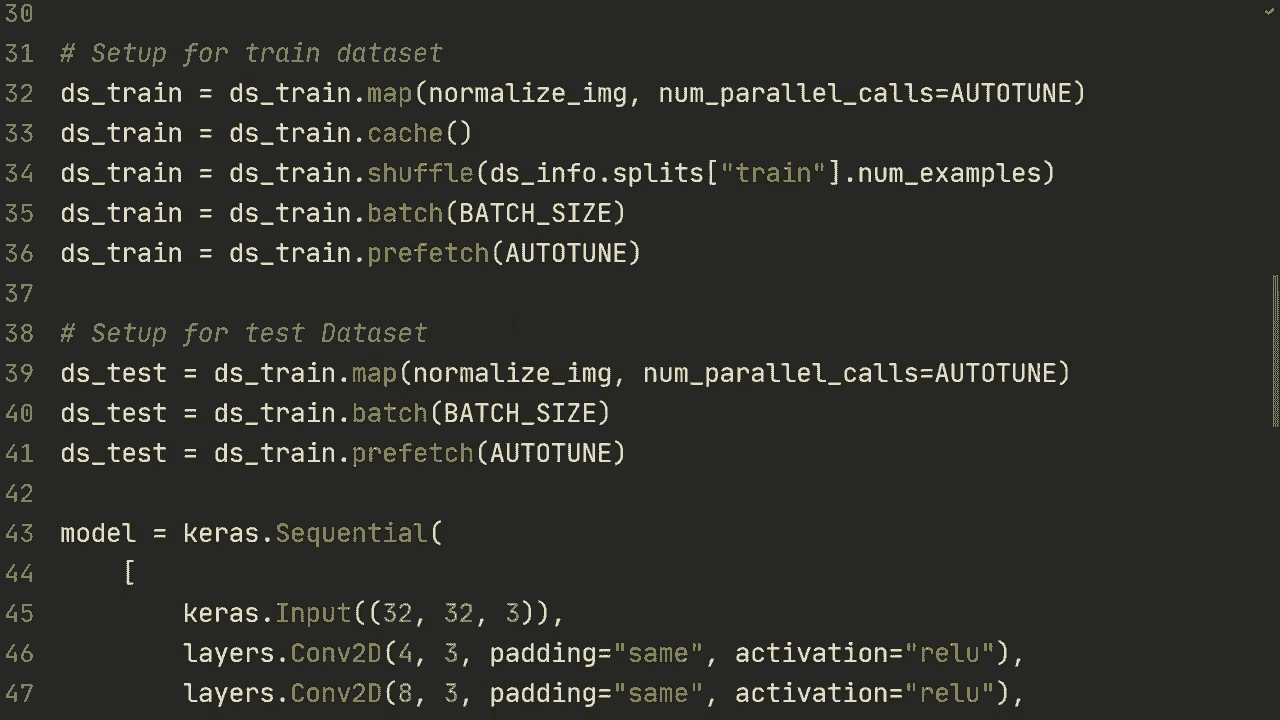 30
31 # Setup for train dataset
32 ds_train = ds_train.map(normalize_img, num_parallel_calls=AUTOTUNE)
33 ds_train = ds_train.cache()
34 ds_train = ds_train.shuffle(ds_info.splits["train"].num_examples)
35 ds_train = ds_train.batch(BATCH_SIZE)
36 ds_train = ds_train.prefetch(AUTOTUNE)
37
38 # Setup for test Dataset
39 ds_test = ds_train.map(normalize_img, num_parallel_calls=AUTOTUNE)
40 ds_test = ds_train.batch(BATCH_SIZE)
41 ds_test = ds_train.prefetch(AUTOTUNE)
42
43 model = keras.Sequential(
44     [
45         keras.Input((32, 32, 3)),
46         layers.Conv2D(4, 3, padding="same", activation="relu"),
47         layers.Conv2D(8, 3, padding="same", activation="relu"),